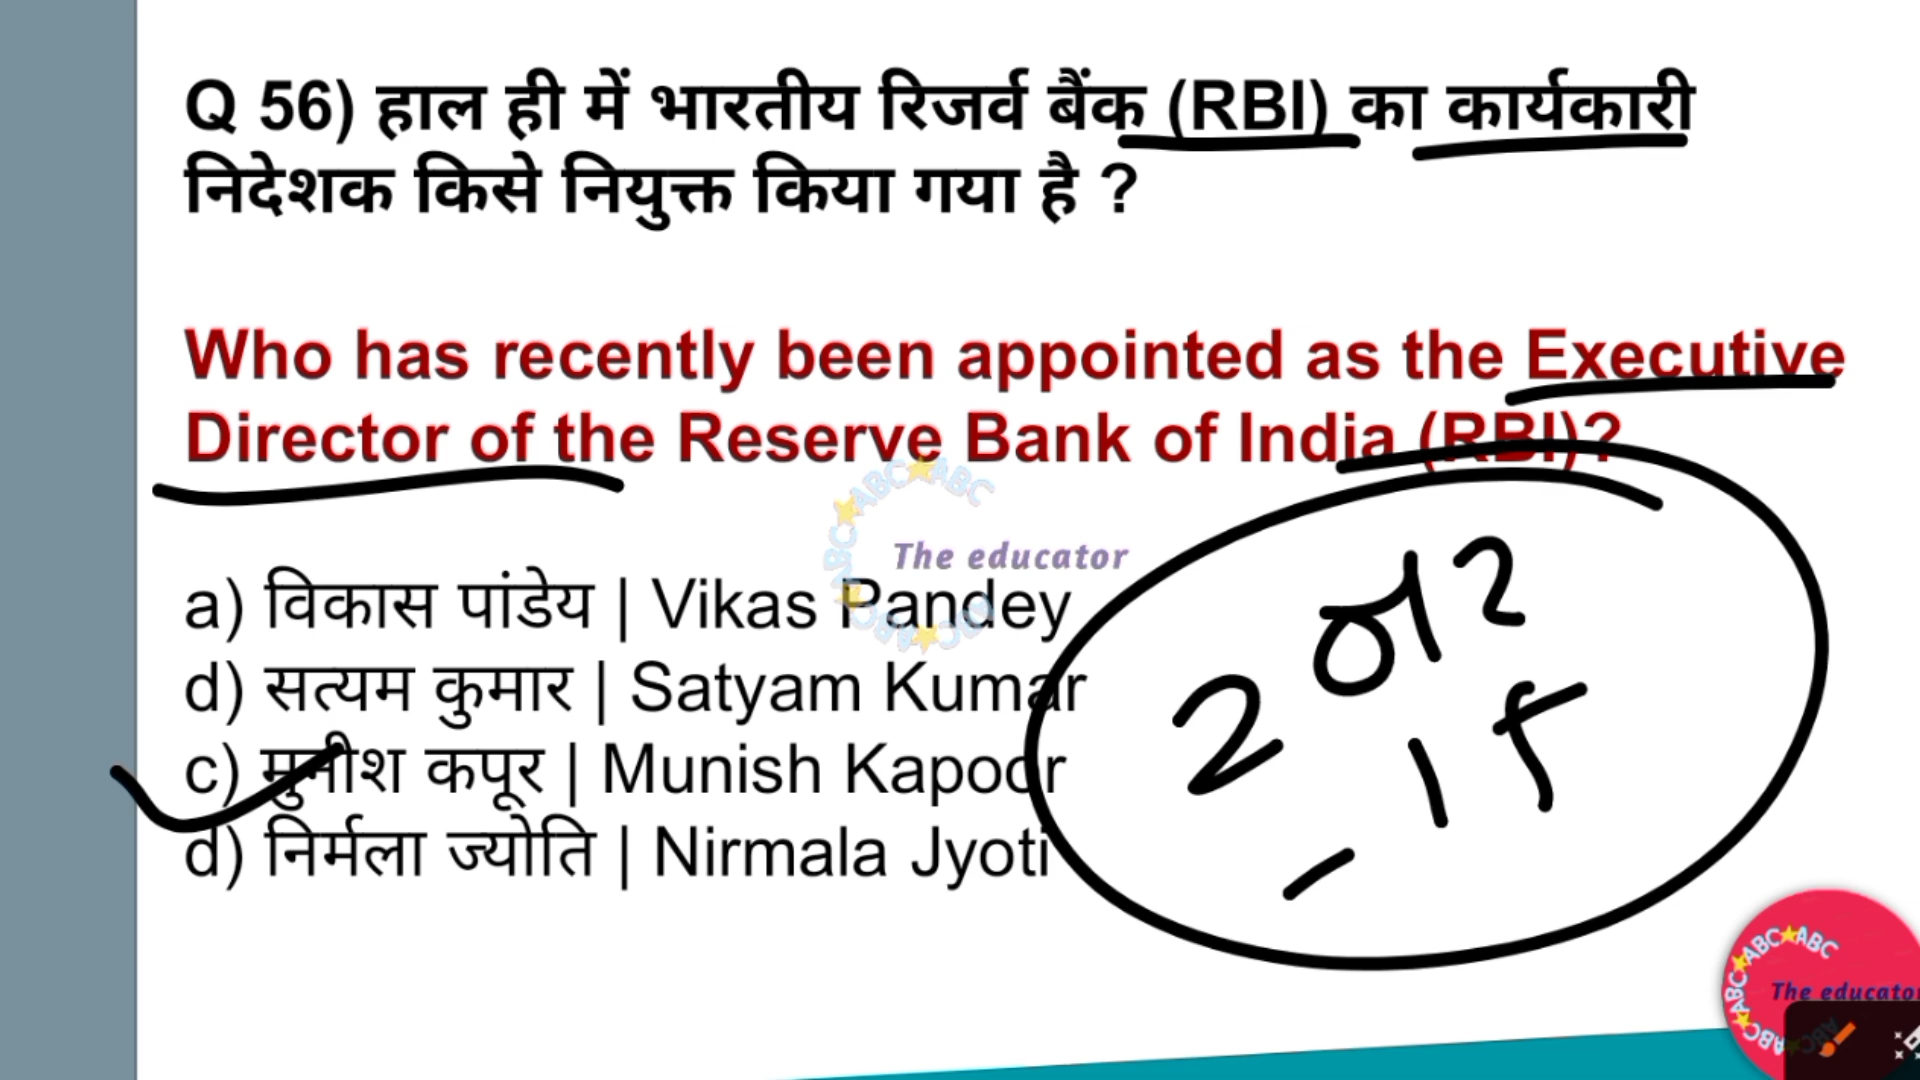 Q 56) हाल ही में भारतीय रिजर्व बैंक (RBI) का कार्यकारी
निदेशक किसे नियुक्त किया गया है ?
Who has recently been appointed as the Executive
Director of the Reserve Bank of India (RBI)?
The educator
a) विकास पांडेय | Vikas Pandey
d) सत्यम कुमार | Satyam Kumar
c) मुनीश कपूर | Munish Kapoor
d) निर्मला ज्योति | Nirmala Jyoti
ABC ABC
The educator